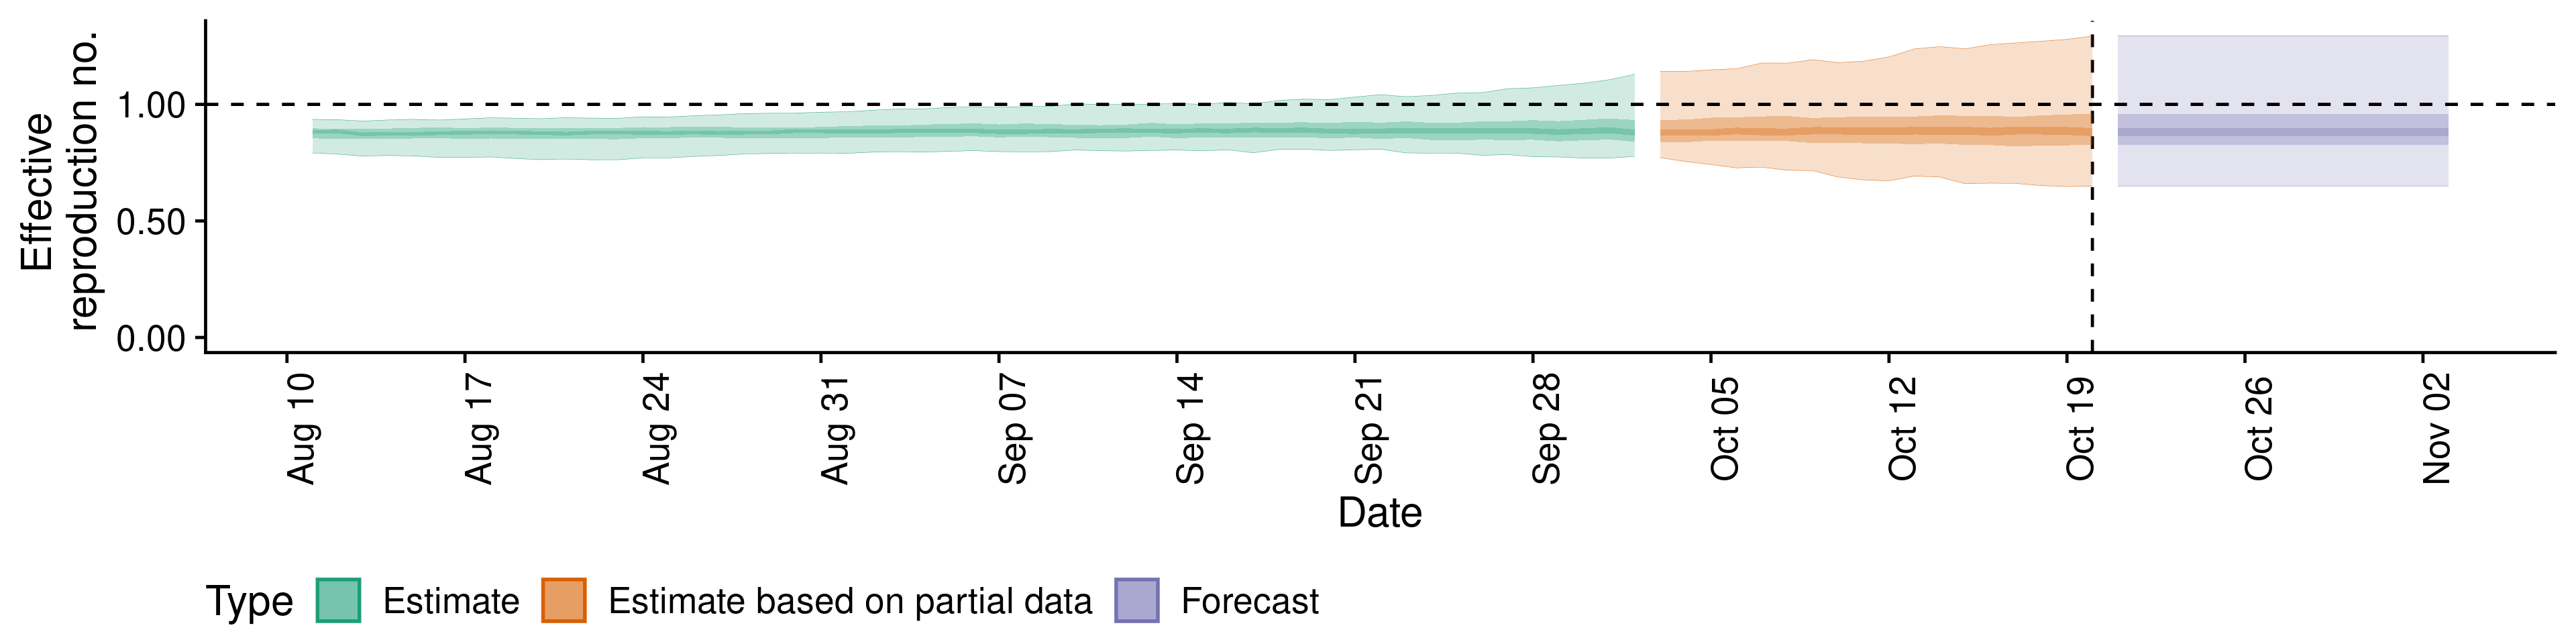 Effective
reproduction no.
1.00
0.50
0.00
Aug 10
Aug 17
Aug 24
Aug 31
Sep 07
Sep 14
Sep 21
Sep 28
Oct 05
Oct 12
Oct 19
Oct 26
Nov 02
Date
Type Estimate Estimate based on partial data Forecast